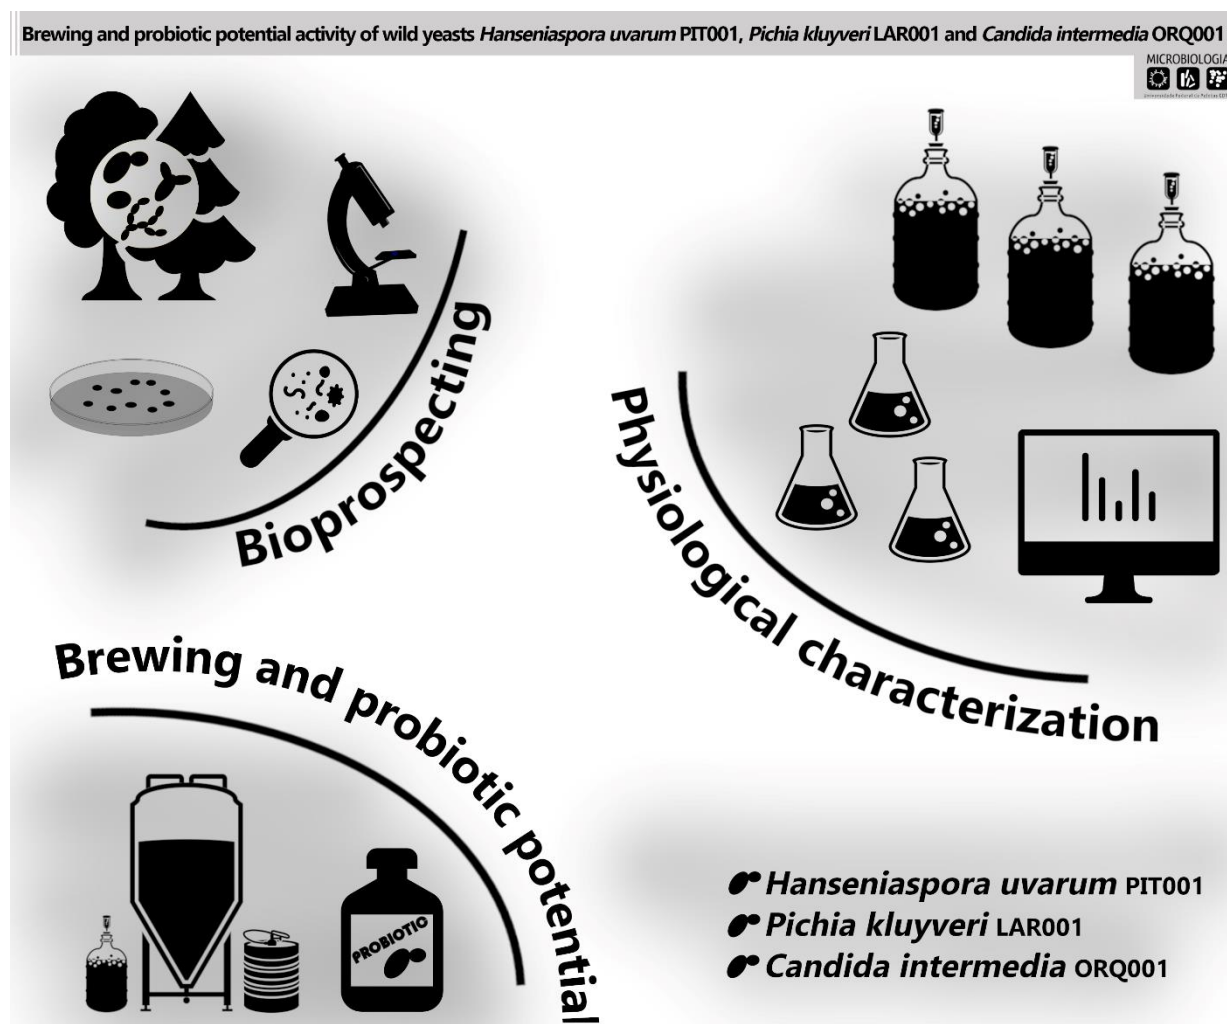 Brewing and probiotic potential activity of wild yeasts Hanseniaspora uvarum PIT001, Pichia kluyveri LAR001 and Candida intermedia ORQ001
MICROBIOLOGIA
Bioprospecting
Physiological characterization
Brewing and probiotic potential
PROBIOTIC
Hanseniaspora uvarum PIT001
Pichia kluyveri LAR001
Candida intermedia ORQ001